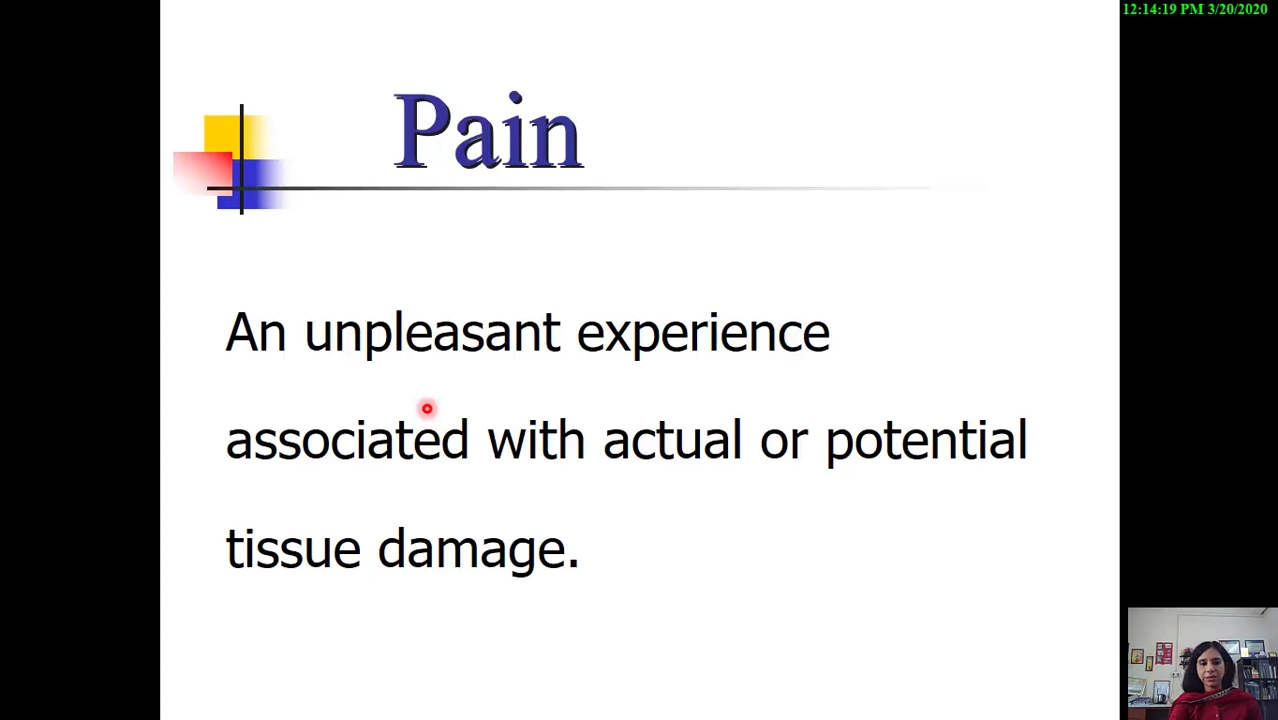 12:14:19 PM 3/20/2020
Pain
An unpleasant experience
associated with actual or potential
tissue damage.